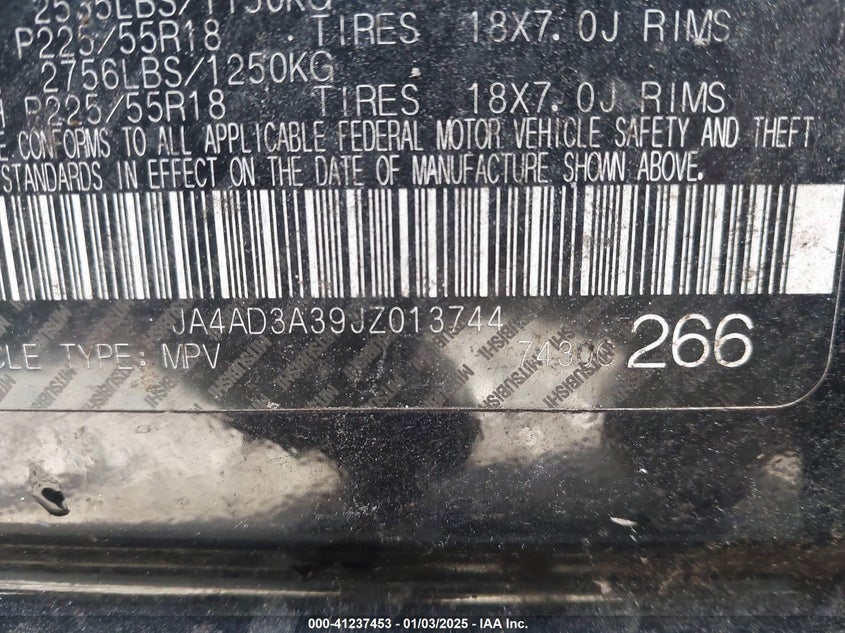 P225/55R18 TIRES 18X7.0J RIMS
2756LBS/1250KG
P225/55R18 TIRES 18X7.0J RIMS
CONFORMS TO ALL APPLICABLE FEDERAL MOTOR VEHICLE SAFETY AND THEFT
STANDARDS IN EFFECT ON THE DATE OF MANUFACTURE SHOWN ABOVE.
JA4AD3A39JZ013744
TYPE: MPV 266
MITSUBISHI
000-41237453 - 01/03/2025 - IAA Inc.